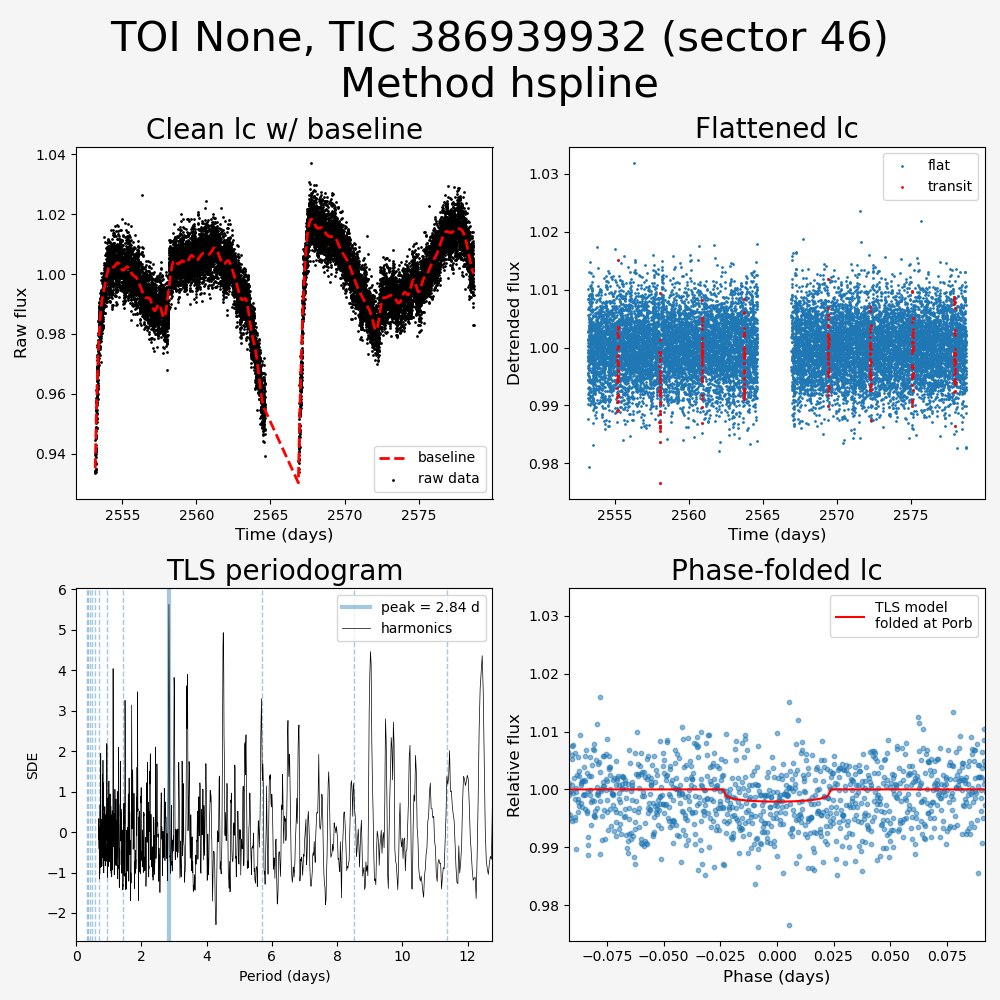 TOI None, TIC 386939932 (sector 46)
Method hspline
Clean lc w/ baseline
1.04
1.02
1.00
0.98
0.96
0.94
Raw flux
baseline
raw data
2555
2560
2565
2570
2575
Time (days)
Flattened lc
1.03
1.02
1.01
1.00
0.99
0.98
Detrended flux
flat
transit
2555
2560
2565
2570
2575
Time (days)
TLS periodogram
6
5
4
3
2
1
0
−1
−2
SDE
peak = 2.84 d
harmonics
0
2
4
6
8
10
12
Period (days)
Phase-folded lc
1.03
1.02
1.01
1.00
0.99
0.98
Relative flux
TLS model
folded at Porb
−0.075
−0.050
−0.025
0.000
0.025
0.050
0.075
Phase (days)